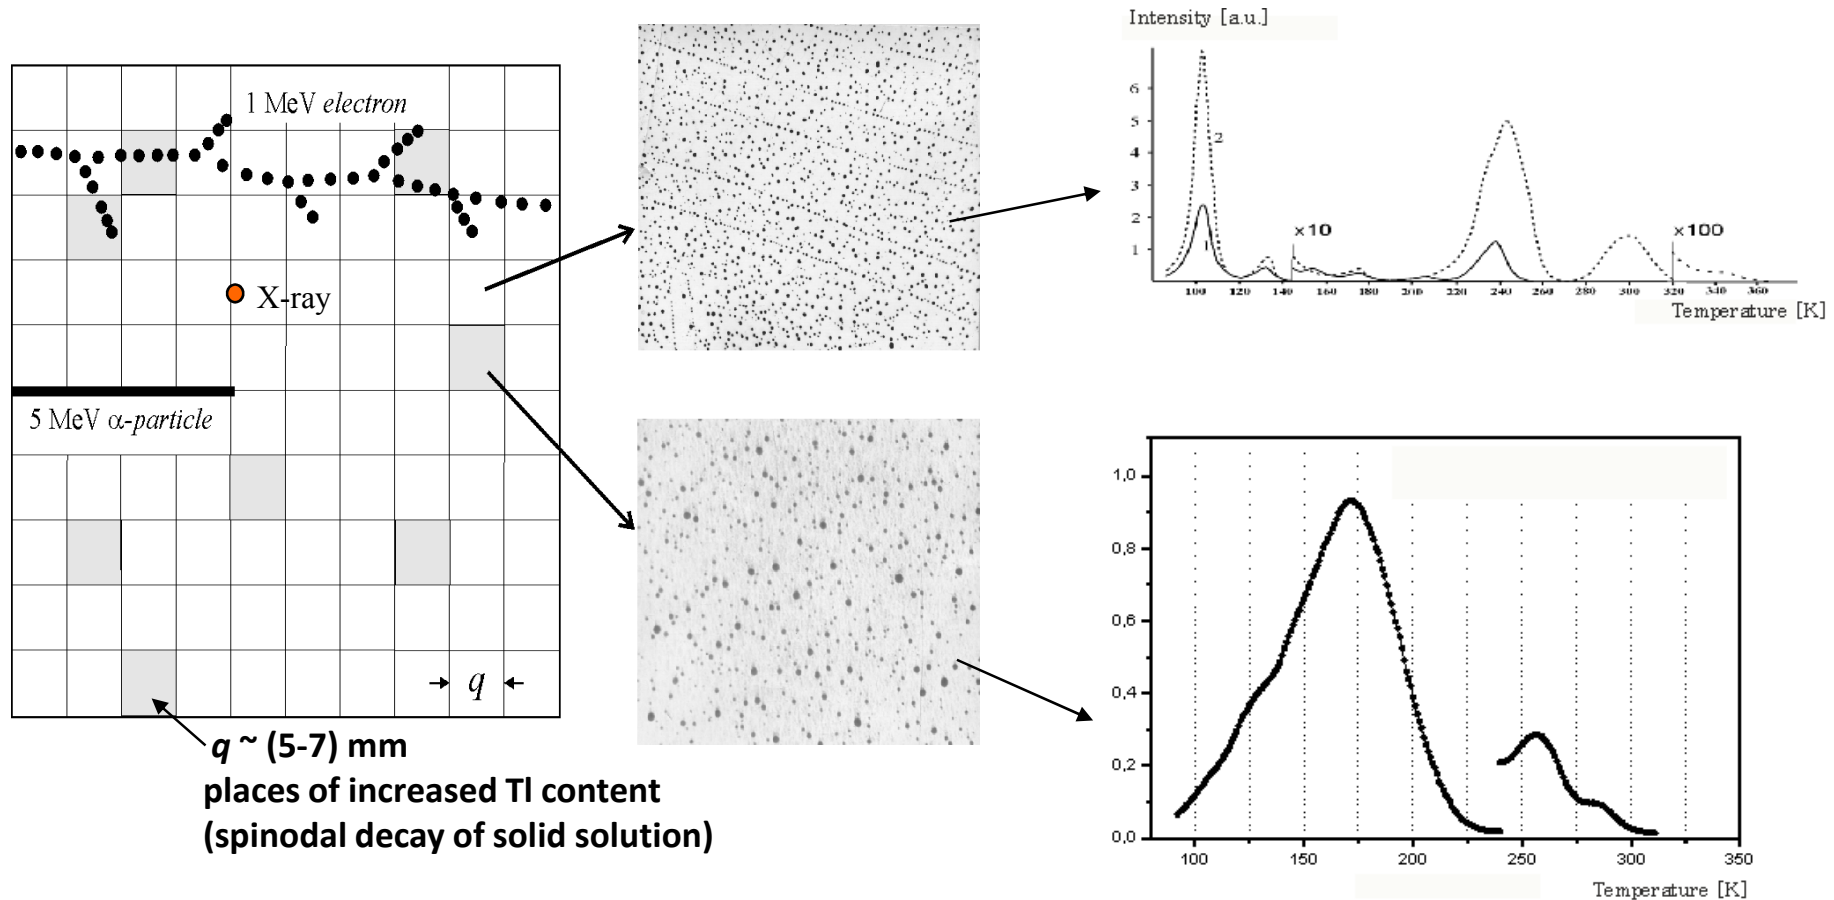 1 MeV electron
X-ray
5 MeV α-particle
q
q ~ (5-7) mm
places of increased Tl content
(spinodal decay of solid solution)
Intensity [a.u.]
6
5
4
3
2
1
2
1
×10
×100
100 120 140 160 180 200 220 240 260 280 300 320 340 360
Temperature [K]
1,0
0,8
0,6
0,4
0,2
0,0
100 150 200 250 300 350
Temperature [K]